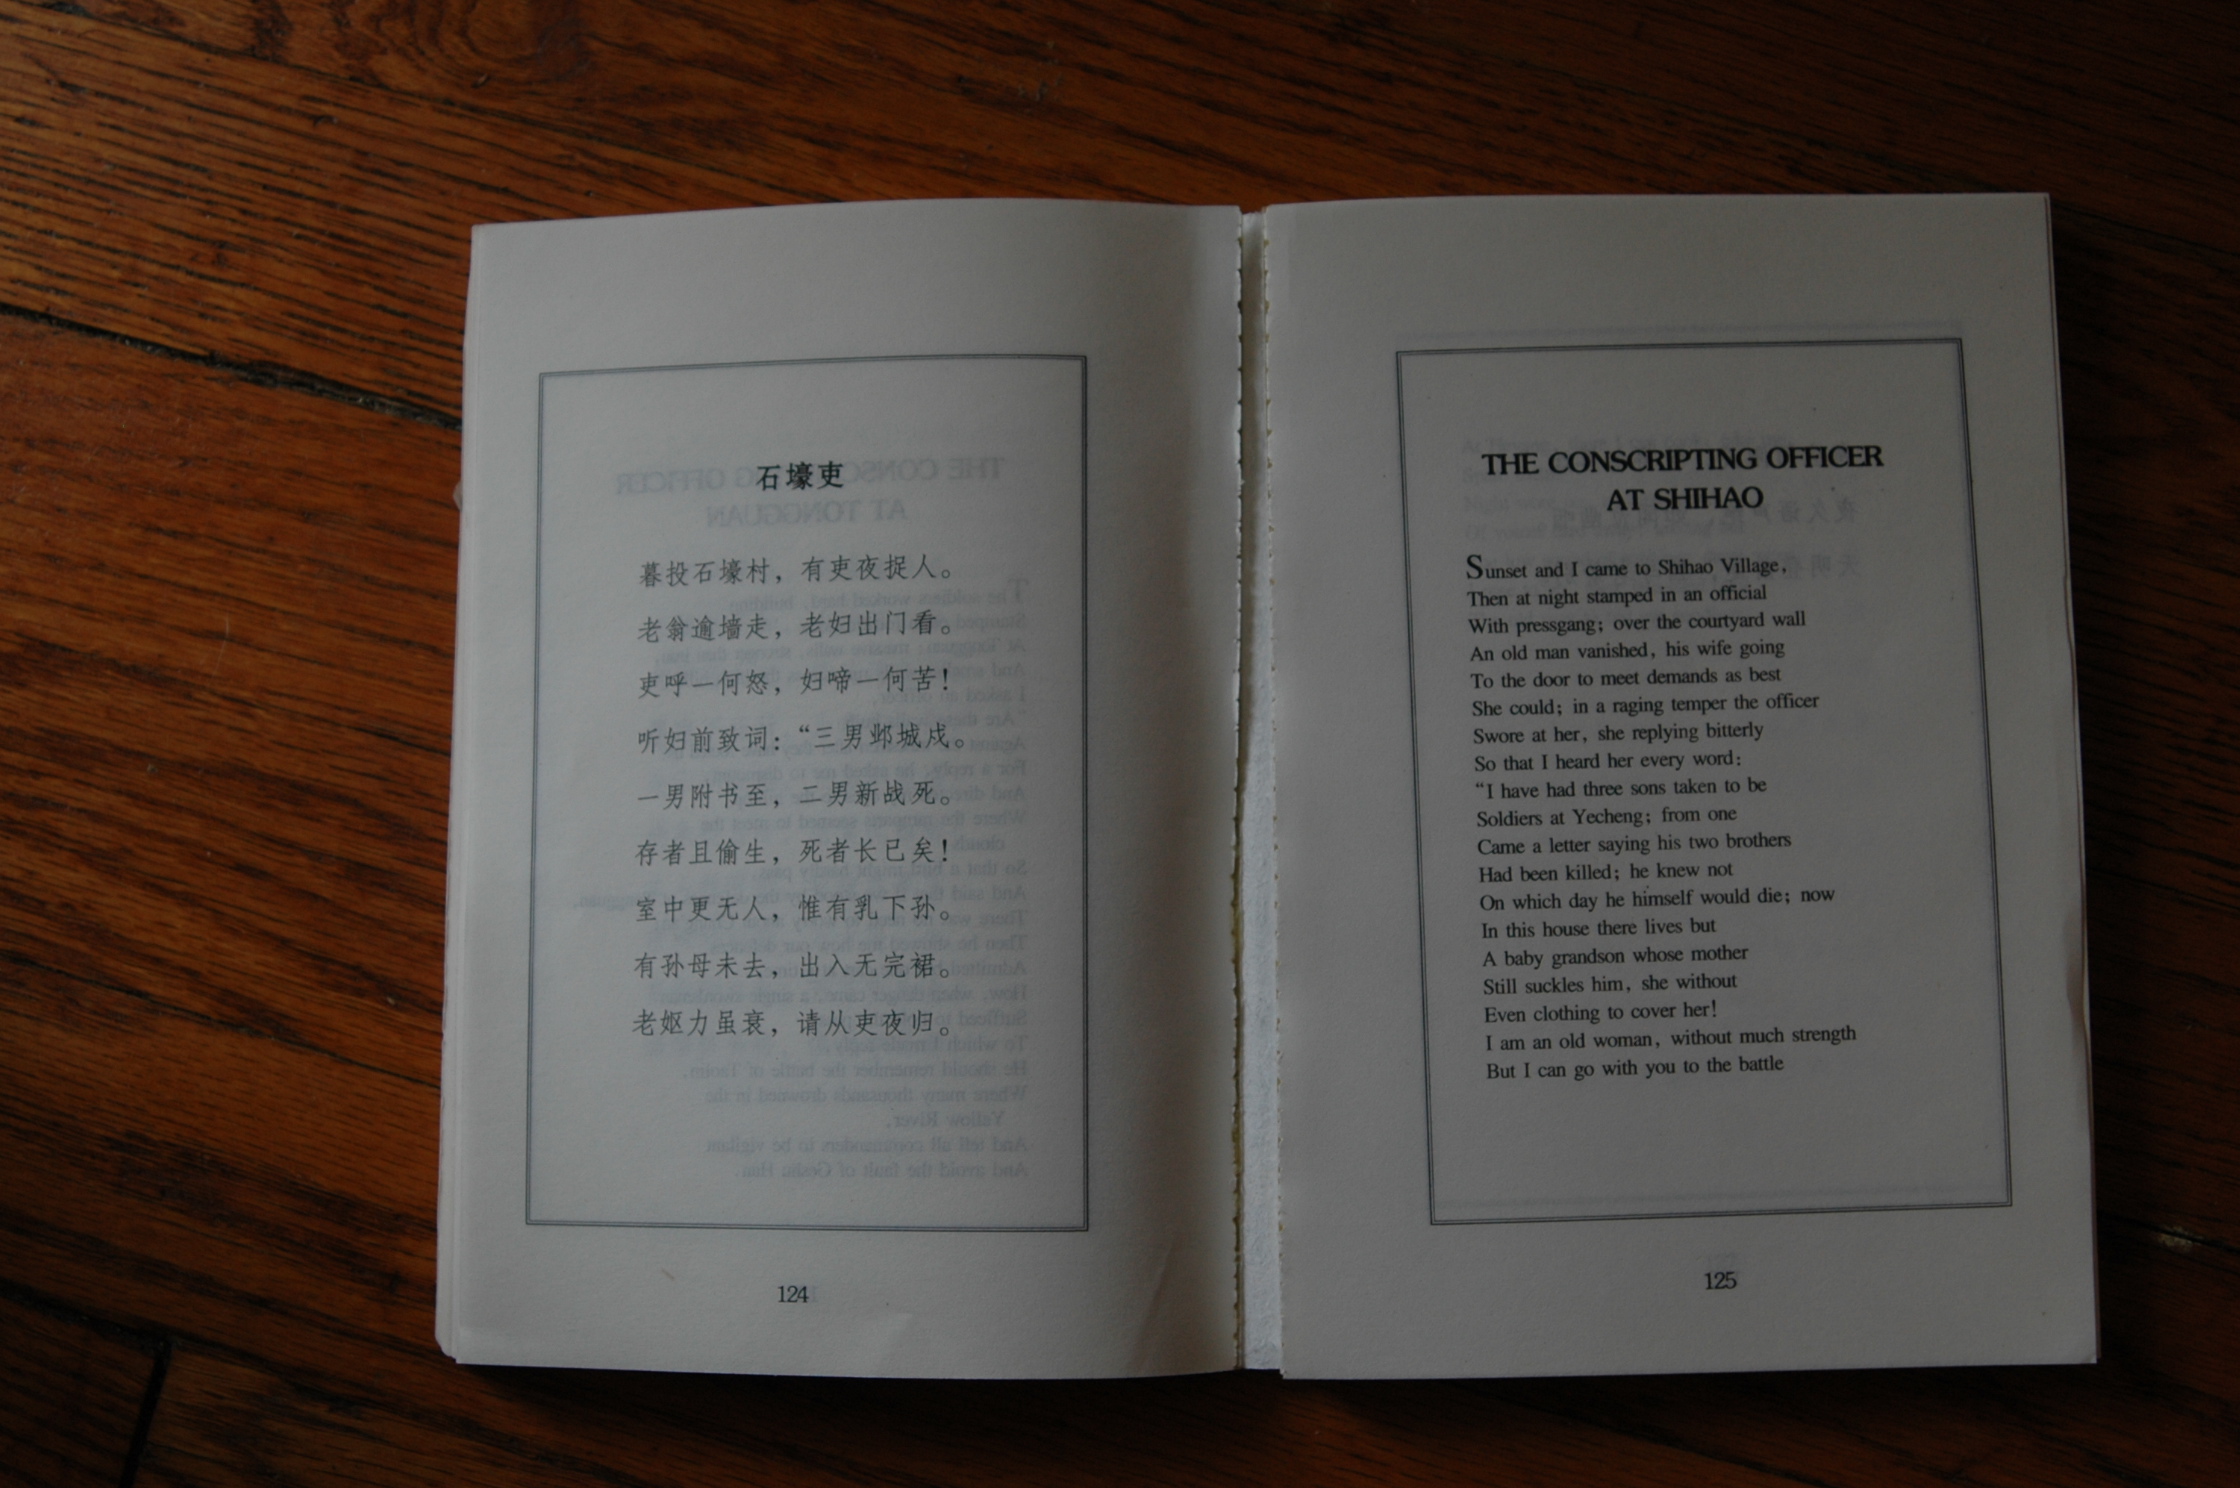 石壕吏
暮投石壕村，有吏夜捉人。
老翁逾墙走，老妇出门看。
吏呼一何怒，妇啼一何苦！
听妇前致词：“三男邺城戍。
一男附书至，二男新战死。
存者且偷生，死者长已矣！
室中更无人，惟有乳下孙。
有孙母未去，出入无完裙。
老妪力虽衰，请从吏夜归。
124
THE CONSCRIPTING OFFICER
AT SHIHAO
Sunset and I came to Shihao Village,
Then at night stamped in an official
With pressgang; over the courtyard wall
An old man vanished, his wife going
To the door to meet demands as best
She could; in a raging temper the officer
Swore at her, she replying bitterly
So that I heard her every word:
“I have had three sons taken to be
Soldiers at Yecheng; from one
Came a letter saying his two brothers
Had been killed; he knew not
On which day he himself would die; now
In this house there lives but
A baby grandson whose mother
Still suckles him, she without
Even clothing to cover her!
I am an old woman, without much strength
But I can go with you to the battle
125